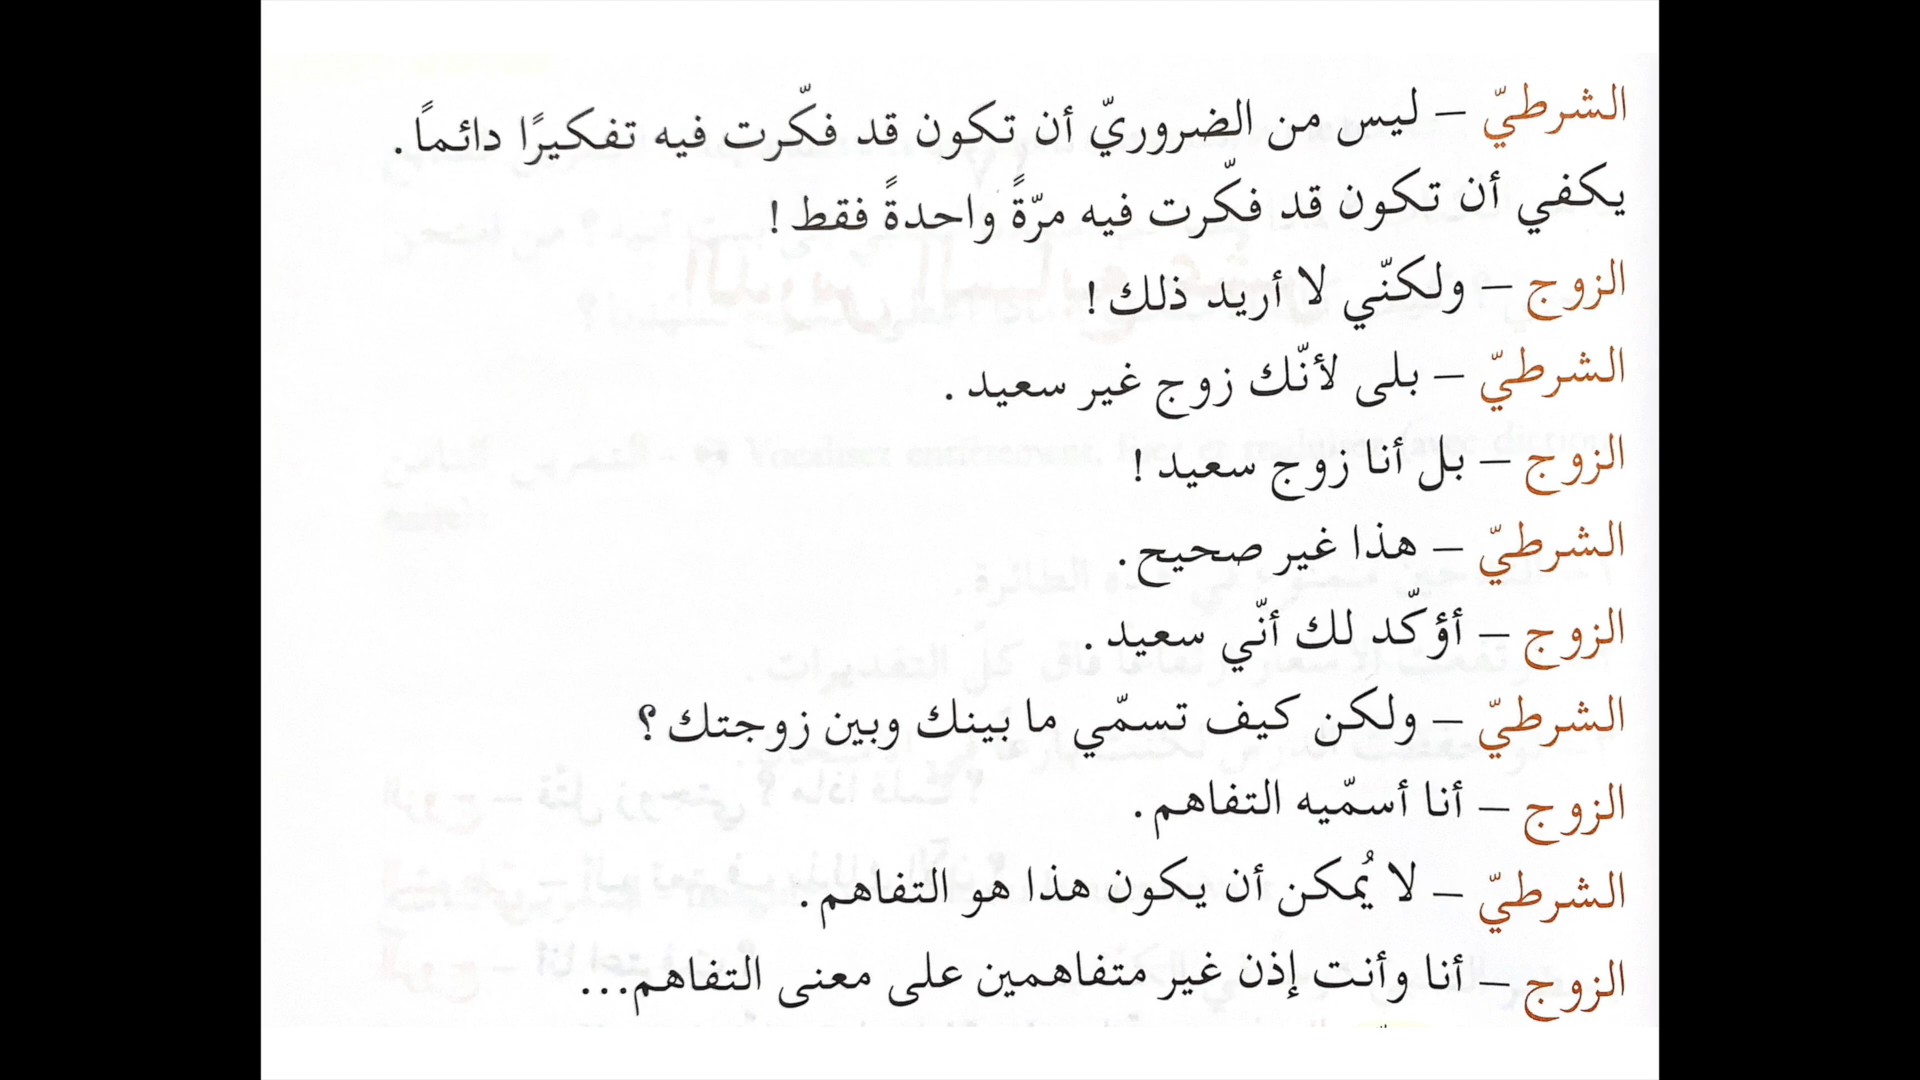 الشرطيّ – ليس من الضروريّ أن تكون قد فكّرت فيه تفكيرًا دائماً .
يكفي أن تكون قد فكّرت فيه مرّةً واحدةً فقط !
الزوج – ولكنّني لا أريد ذلك !
الشرطيّ – بلى لأنّك زوج غير سعيد .
الزوج – بل أنا زوج سعيد !
الشرطيّ – هذا غير صحيح .
الزوج – أؤكّد لك أنّي سعيد .
الشرطيّ – ولكن كيف تسمّي ما بينك وبين زوجتك ؟
الزوج – أنا أسمّيه التفاهم .
الشرطيّ – لا يُمكن أن يكون هذا هو التفاهم .
الزوج – أنا وأنت إذن غير متفاهمين على معنى التفاهم...